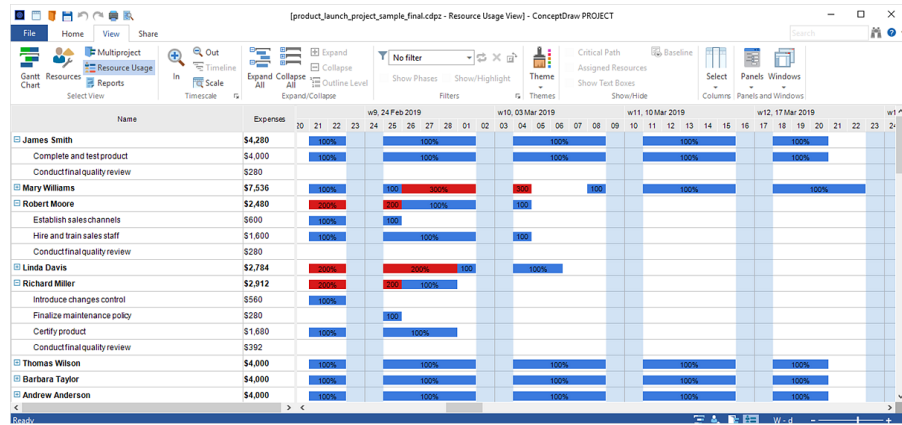 [product_launch_project_sample_final.cdpz - Resource Usage View] - ConceptDraw PROJECT
File Home View Share Search
Gantt Chart
Resources
Multiproject
Resource Usage
Reports
Select View
In
Out
Timeline
Scale
Timescale
Expand All
Collapse All
Expand
Collapse
Outline Level
Expand/Collapse
No filter
Show Phases Show/Highlight
Filters
Theme
Themes
Critical Path Baseline
Assigned Resources
Show Text Boxes
Show/Hide
Select
Columns
Panels Windows
Panels and Windows
Name Expenses w9, 24 Feb 2019 w10, 03 Mar 2019 w11, 10 Mar 2019 w12, 17 Mar 2019 w1
20 21 22 23 24 25 26 27 28 01 02 03 04 05 06 07 08 09 10 11 12 13 14 15 16 17 18 19 20 21 22 23 24
James Smith $4,280 100% 100% 100% 100% 100%
Complete and test product $4,000 100% 100% 100% 100% 100%
Conduct final quality review $280
Mary Williams $7,536 100% 100 300% 300 100 100% 100%
Robert Moore $2,480 200% 200 100% 100
Establish sales channels $600 100% 100
Hire and train sales staff $1,600 100% 100% 100
Conduct final quality review $280
Linda Davis $2,784 200% 200% 100 100%
Richard Miller $2,912 200% 200 100%
Introduce changes control $560 100%
Finalize maintenance policy $280 100
Certify product $1,680 100% 100%
Conduct final quality review $392
Thomas Wilson $4,000 100% 100% 100% 100% 100%
Barbara Taylor $4,000 100% 100% 100% 100% 100%
Andrew Anderson $4,000 100% 100% 100% 100% 100%
Ready W - d